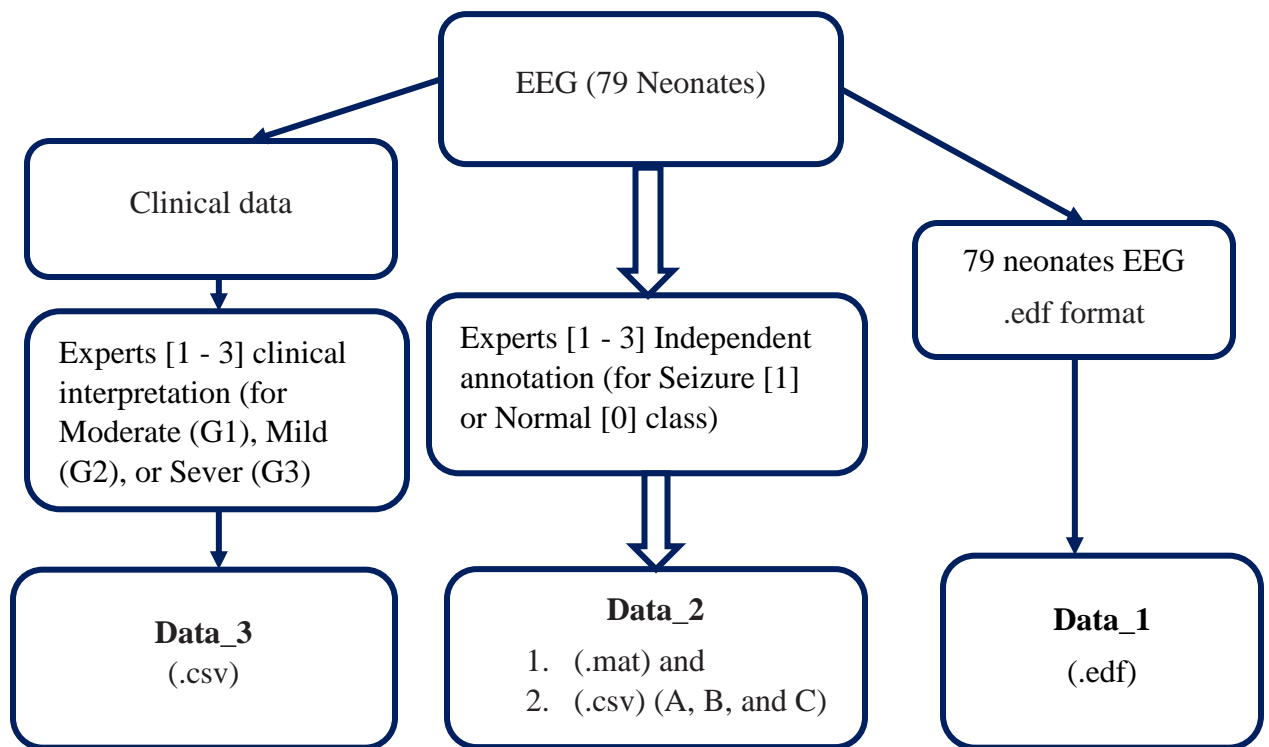 EEG (79 Neonates)
Clinical data
Experts [1 - 3] clinical
interpretation (for
Moderate (G1), Mild
(G2), or Sever (G3)
Data_3
(.csv)
Experts [1 - 3] Independent
annotation (for Seizure [1]
or Normal [0] class)
Data_2
1. (.mat) and
2. (.csv) (A, B, and C)
79 neonates EEG
.edf format
Data_1
(.edf)